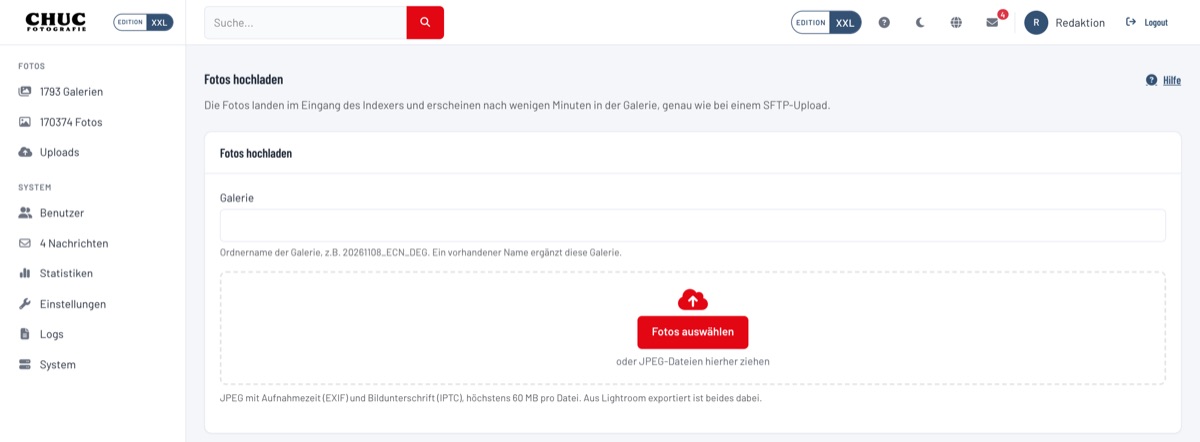 CHUC
FOTOGRAFIE
EDITION XXL
Suche...
EDITION XXL
4
R
Redaktion
Logout
FOTOS
1793 Galerien
170374 Fotos
Uploads
SYSTEM
Benutzer
4 Nachrichten
Statistiken
Einstellungen
Logs
System
Fotos hochladen
Hilfe
Die Fotos landen im Eingang des Indexers und erscheinen nach wenigen Minuten in der Galerie, genau wie bei einem SFTP-Upload.
Fotos hochladen
Galerie
Ordnername der Galerie, z.B. 20261108_ECN_DEG. Ein vorhandener Name ergänzt diese Galerie.
Fotos auswählen
oder JPEG-Dateien hierher ziehen
JPEG mit Aufnahmezeit (EXIF) und Bildunterschrift (IPTC), höchstens 60 MB pro Datei. Aus Lightroom exportiert ist beides dabei.